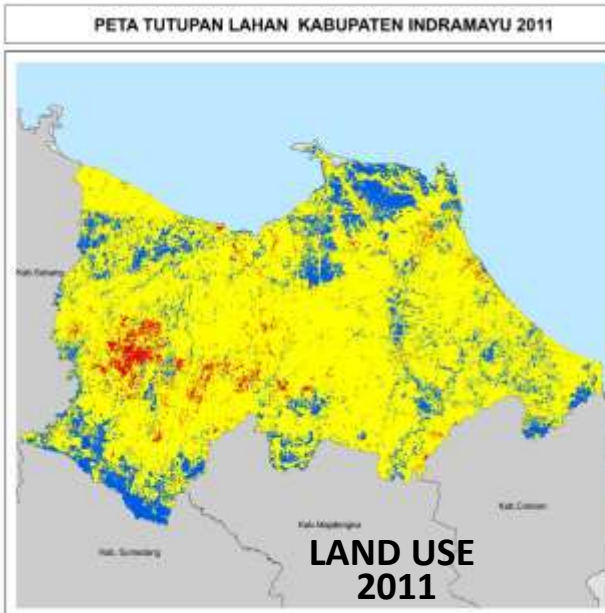 PETA TUTUPAN LAHAN KABUPATEN INDRAMAYU 2011
Kab.Subang
Kab.Majalengka
Kab.Cirebon
Kab. Sumedang
LAND USE
2011